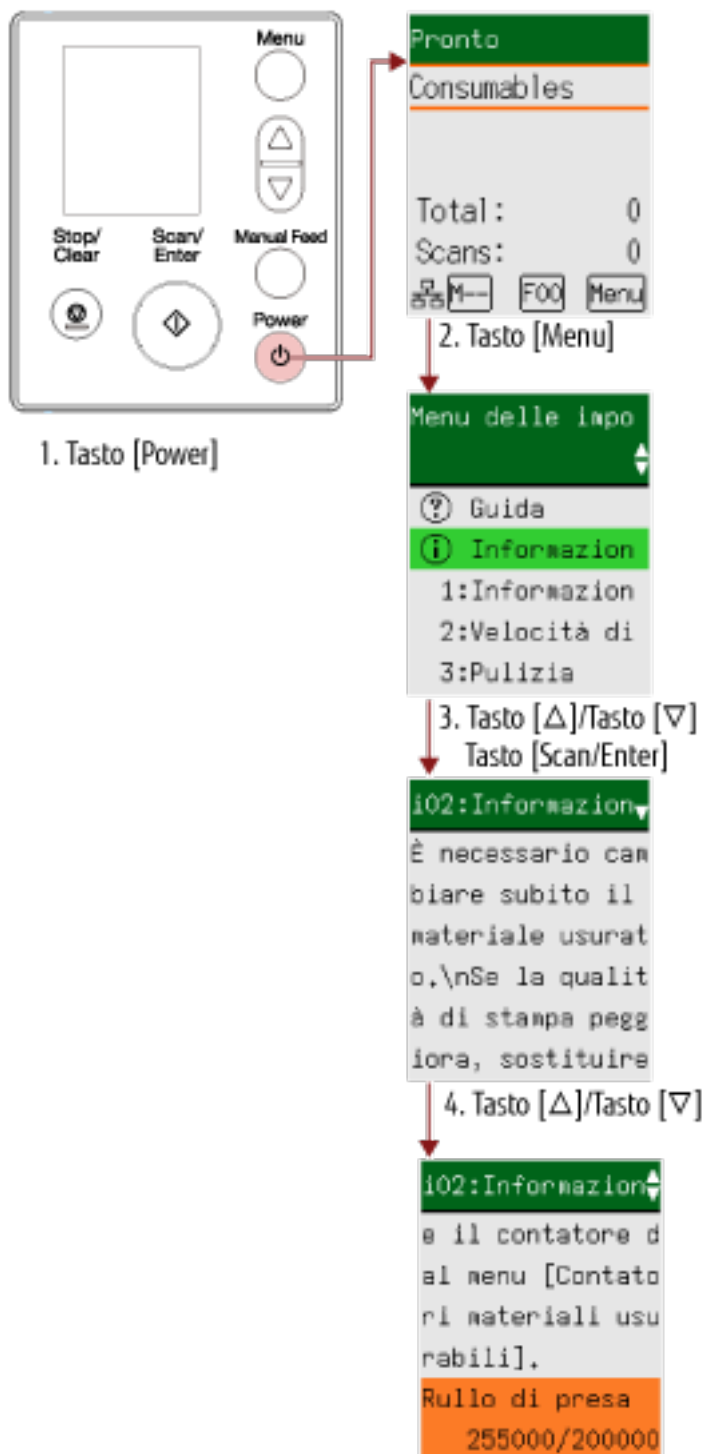 Menu
Stop/
Clear
Scan/
Enter
Manual Feed
Power
1. Tasto [Power]
Pronto
Consumables
Total: 0
Scans: 0
M-- F00 Menu
2. Tasto [Menu]
Menu delle impo
Guida
Informazion
1:Informazion
2:Velocità di
3:Pulizia
3. Tasto [△]/Tasto [▽]
Tasto [Scan/Enter]
i02:Informazion
È necessario cam
biare subito il
materiale usurat
o.\nSe la qualit
à di stampa pegg
iora, sostituire
4. Tasto [△]/Tasto [▽]
i02:Informazion
e il contatore d
al menu [Contato
ri materiali usu
rabili].
Rullo di presa
255000/200000